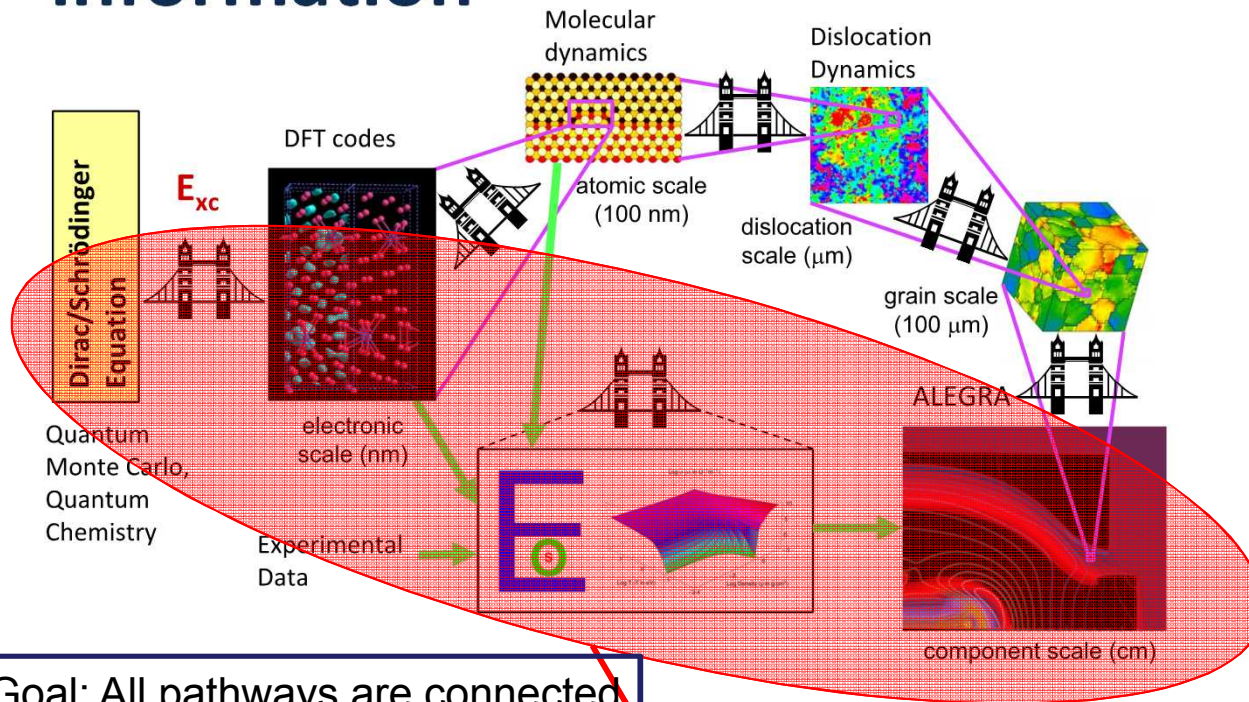 information
Molecular
dynamics
Dislocation
Dynamics
DFT codes
E_xc
Dirac/Schrödinger
Equation
atomic scale
(100 nm)
dislocation
scale (μm)
grain scale
(100 μm)
ALEGRA
Quantum
Monte Carlo,
Quantum
Chemistry
electronic
scale (nm)
Experimental
Data
E
O
S
component scale (cm)
Goal: All pathways are connected